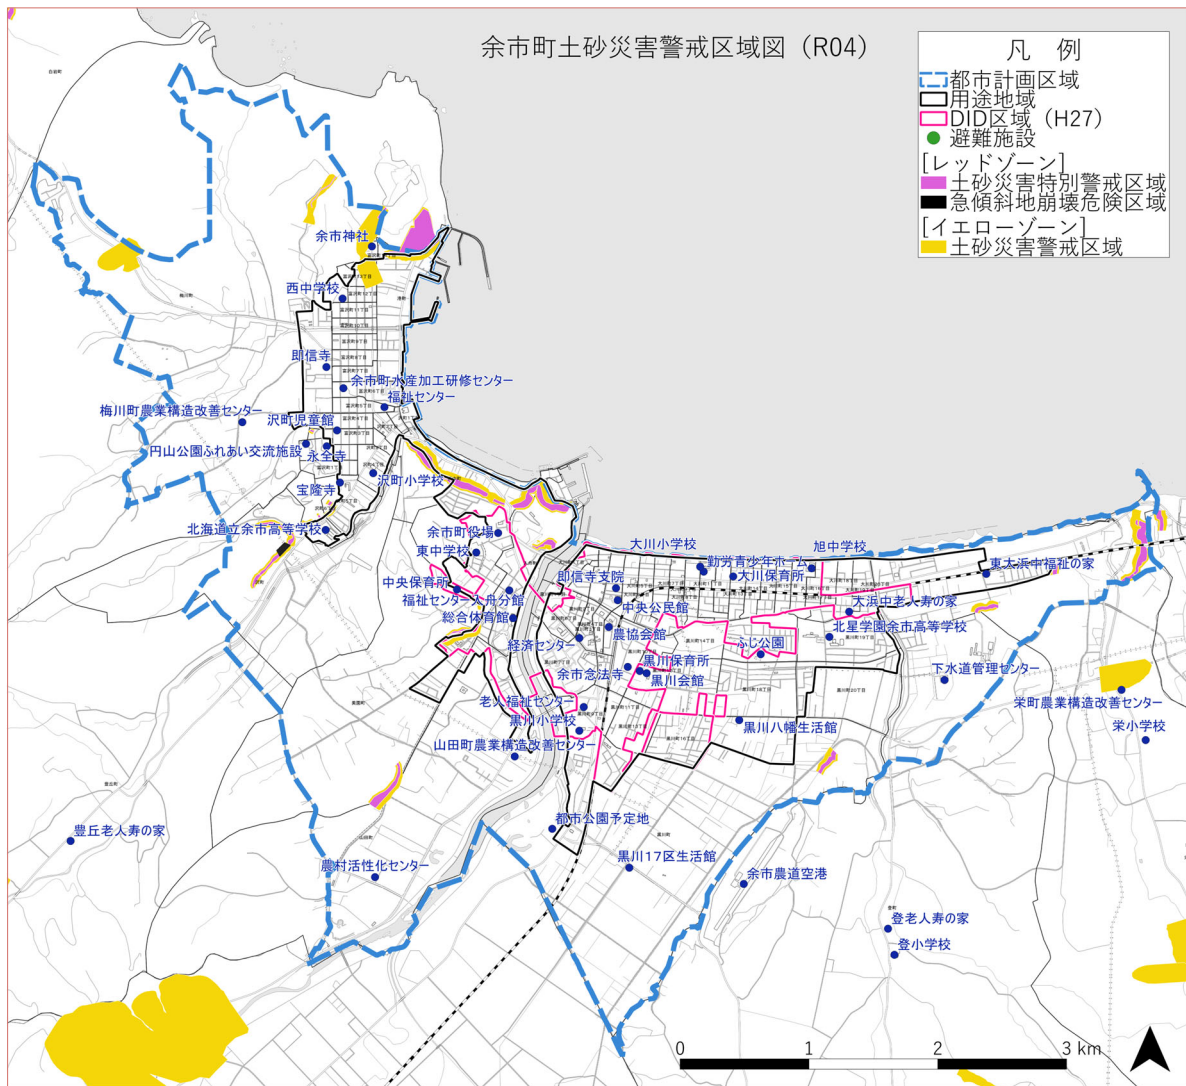 余市町土砂災害警戒区域図（R04）
凡　例
都市計画区域
用途地域
DID区域（H27）
避難施設
[レッドゾーン]
土砂災害特別警戒区域
急傾斜地崩壊危険区域
[イエローゾーン]
土砂災害警戒区域
余市神社
西中学校
即信寺
余市町水産加工研修センター
福祉センター
梅川町農業構造改善センター
沢町児童館
円山公園ふれあい交流施設
永全寺
沢町小学校
宝隆寺
北海道立余市高等学校
余市町役場
東中学校
中央保育所
福祉センター入舟分館
総合体育館
経済センター
大川小学校
勤労青少年ホーム
旭中学校
大川保育所
即信寺支院
中央公民館
東大浜中福祉の家
大浜中老人寿の家
農協会館
北星学園余市高等学校
ふじ公園
黒川保育所
余市念法寺
黒川会館
下水道管理センター
老人福祉センター
黒川小学校
黒川八幡生活館
栄町農業構造改善センター
栄小学校
山田町農業構造改善センター
都市公園予定地
豊丘老人寿の家
農村活性化センター
黒川17区生活館
余市農道空港
登老人寿の家
登小学校
0 1 2 3 km